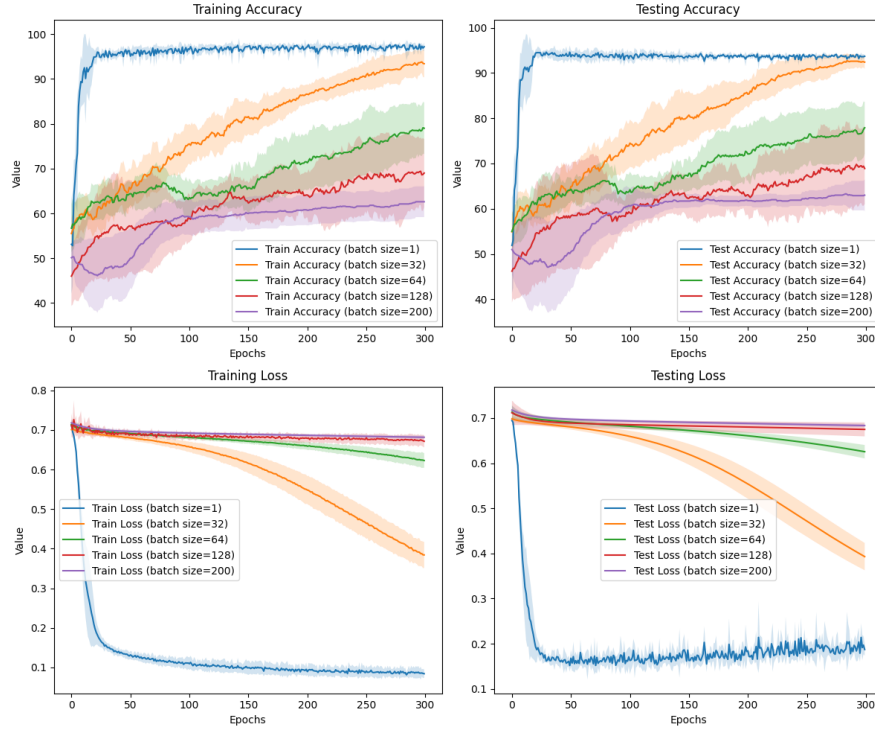 Training Accuracy
100
90
80
70
60
50
40
Value
0 50 100 150 200 250 300
Epochs
Train Accuracy (batch size=1)
Train Accuracy (batch size=32)
Train Accuracy (batch size=64)
Train Accuracy (batch size=128)
Train Accuracy (batch size=200)
Testing Accuracy
100
90
80
70
60
50
40
Value
0 50 100 150 200 250 300
Epochs
Test Accuracy (batch size=1)
Test Accuracy (batch size=32)
Test Accuracy (batch size=64)
Test Accuracy (batch size=128)
Test Accuracy (batch size=200)
Training Loss
0.8
0.7
0.6
0.5
0.4
0.3
0.2
0.1
Value
0 50 100 150 200 250 300
Epochs
Train Loss (batch size=1)
Train Loss (batch size=32)
Train Loss (batch size=64)
Train Loss (batch size=128)
Train Loss (batch size=200)
Testing Loss
0.7
0.6
0.5
0.4
0.3
0.2
0.1
Value
0 50 100 150 200 250 300
Epochs
Test Loss (batch size=1)
Test Loss (batch size=32)
Test Loss (batch size=64)
Test Loss (batch size=128)
Test Loss (batch size=200)